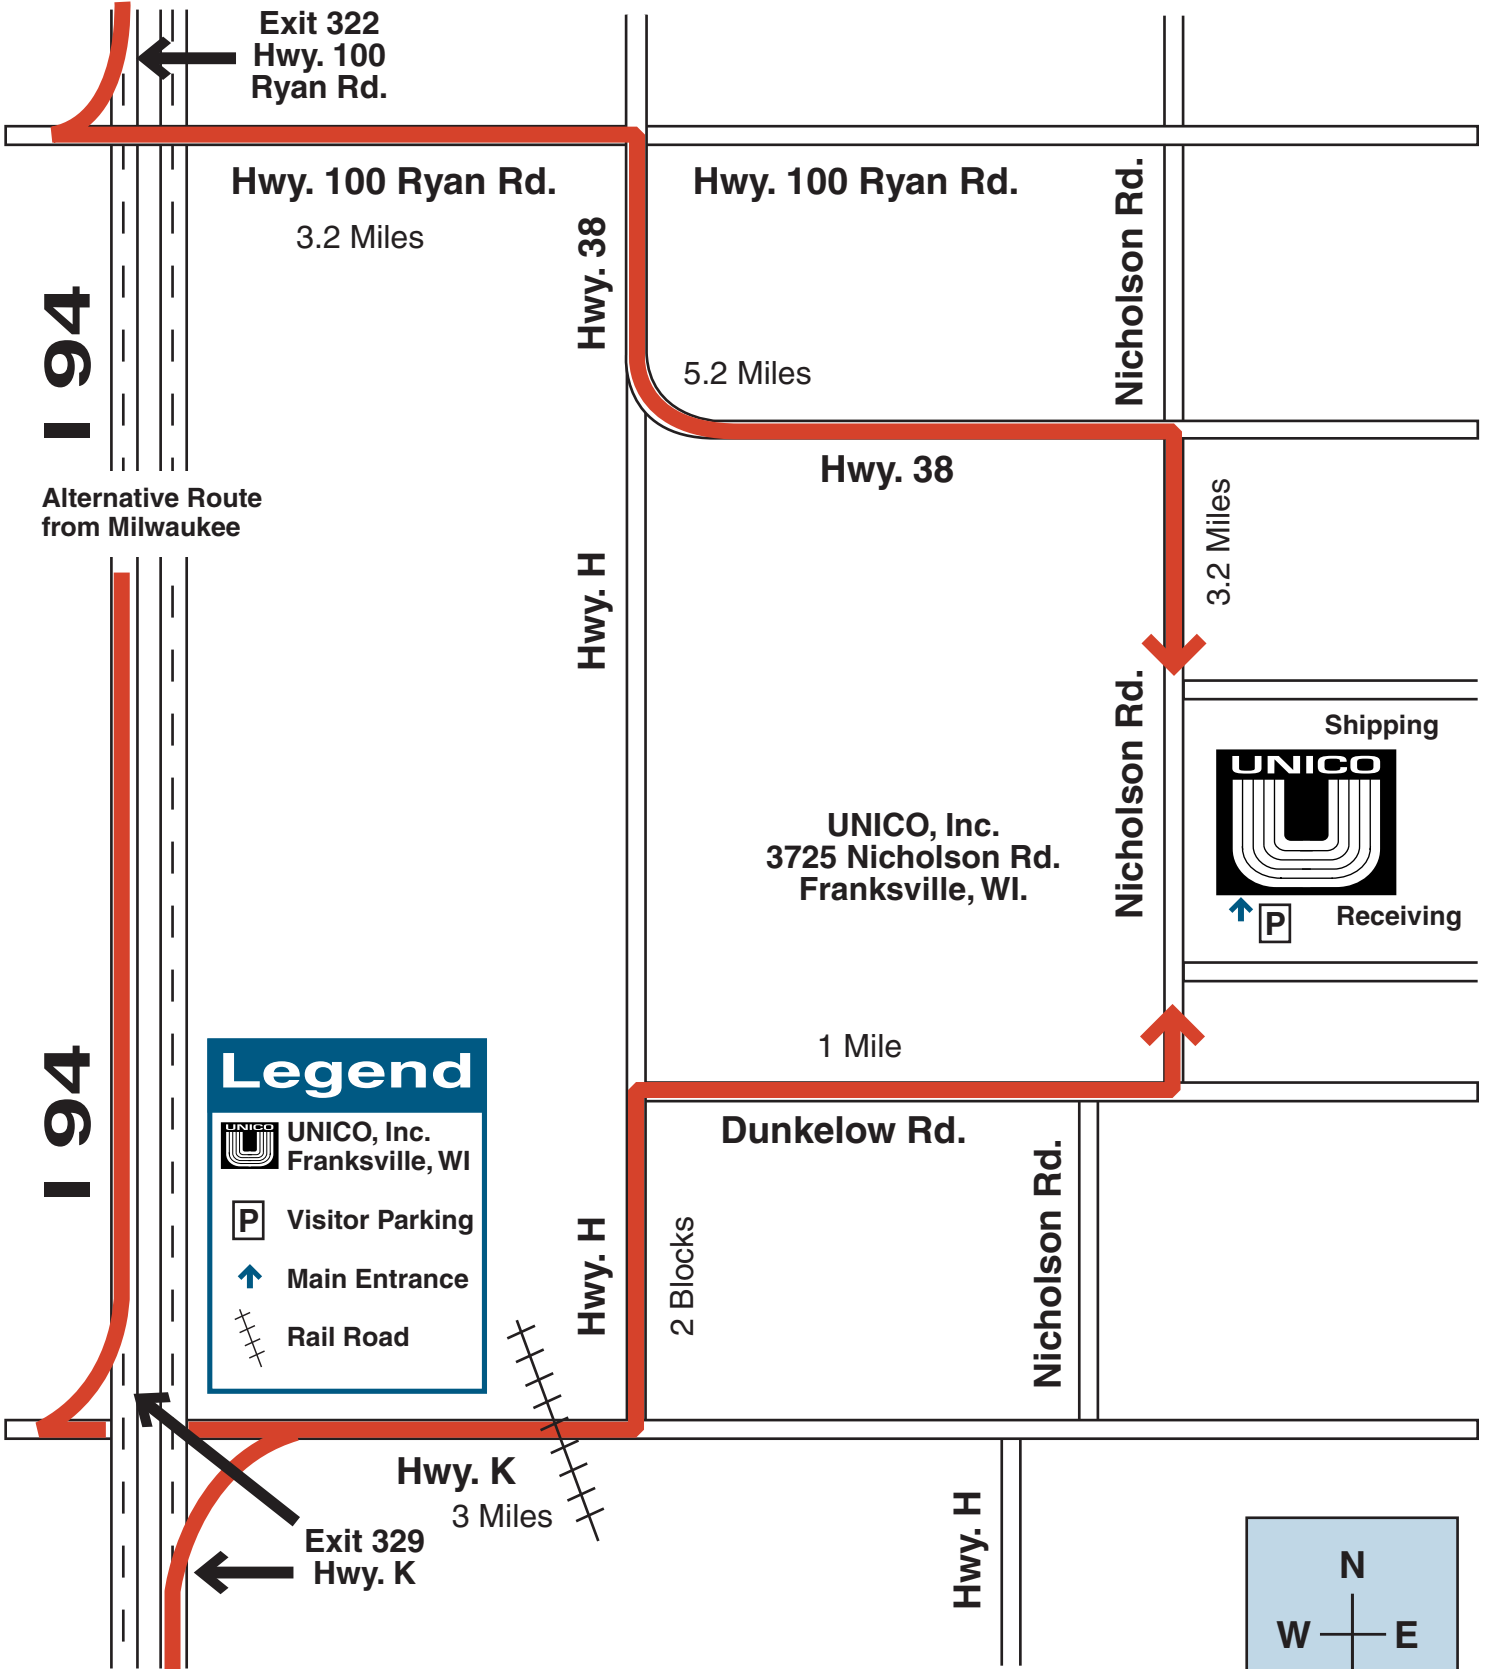 Exit 322
Hwy. 100
Ryan Rd.
Hwy. 100 Ryan Rd.
Hwy. 100 Ryan Rd.
3.2 Miles
Hwy. 38
Nicholson Rd.
I 94
5.2 Miles
Hwy. 38
Alternative Route
from Milwaukee
3.2 Miles
Hwy. H
Nicholson Rd.
Shipping
UNICO
UNICO, Inc.
3725 Nicholson Rd.
Franksville, WI.
P
Receiving
1 Mile
Dunkelow Rd.
I 94
Legend
UNICO
UNICO, Inc.
Franksville, WI
P
Visitor Parking
Main Entrance
Rail Road
Hwy. H
2 Blocks
Nicholson Rd.
Hwy. K
3 Miles
Exit 329
Hwy. K
Hwy. H
N
W
E